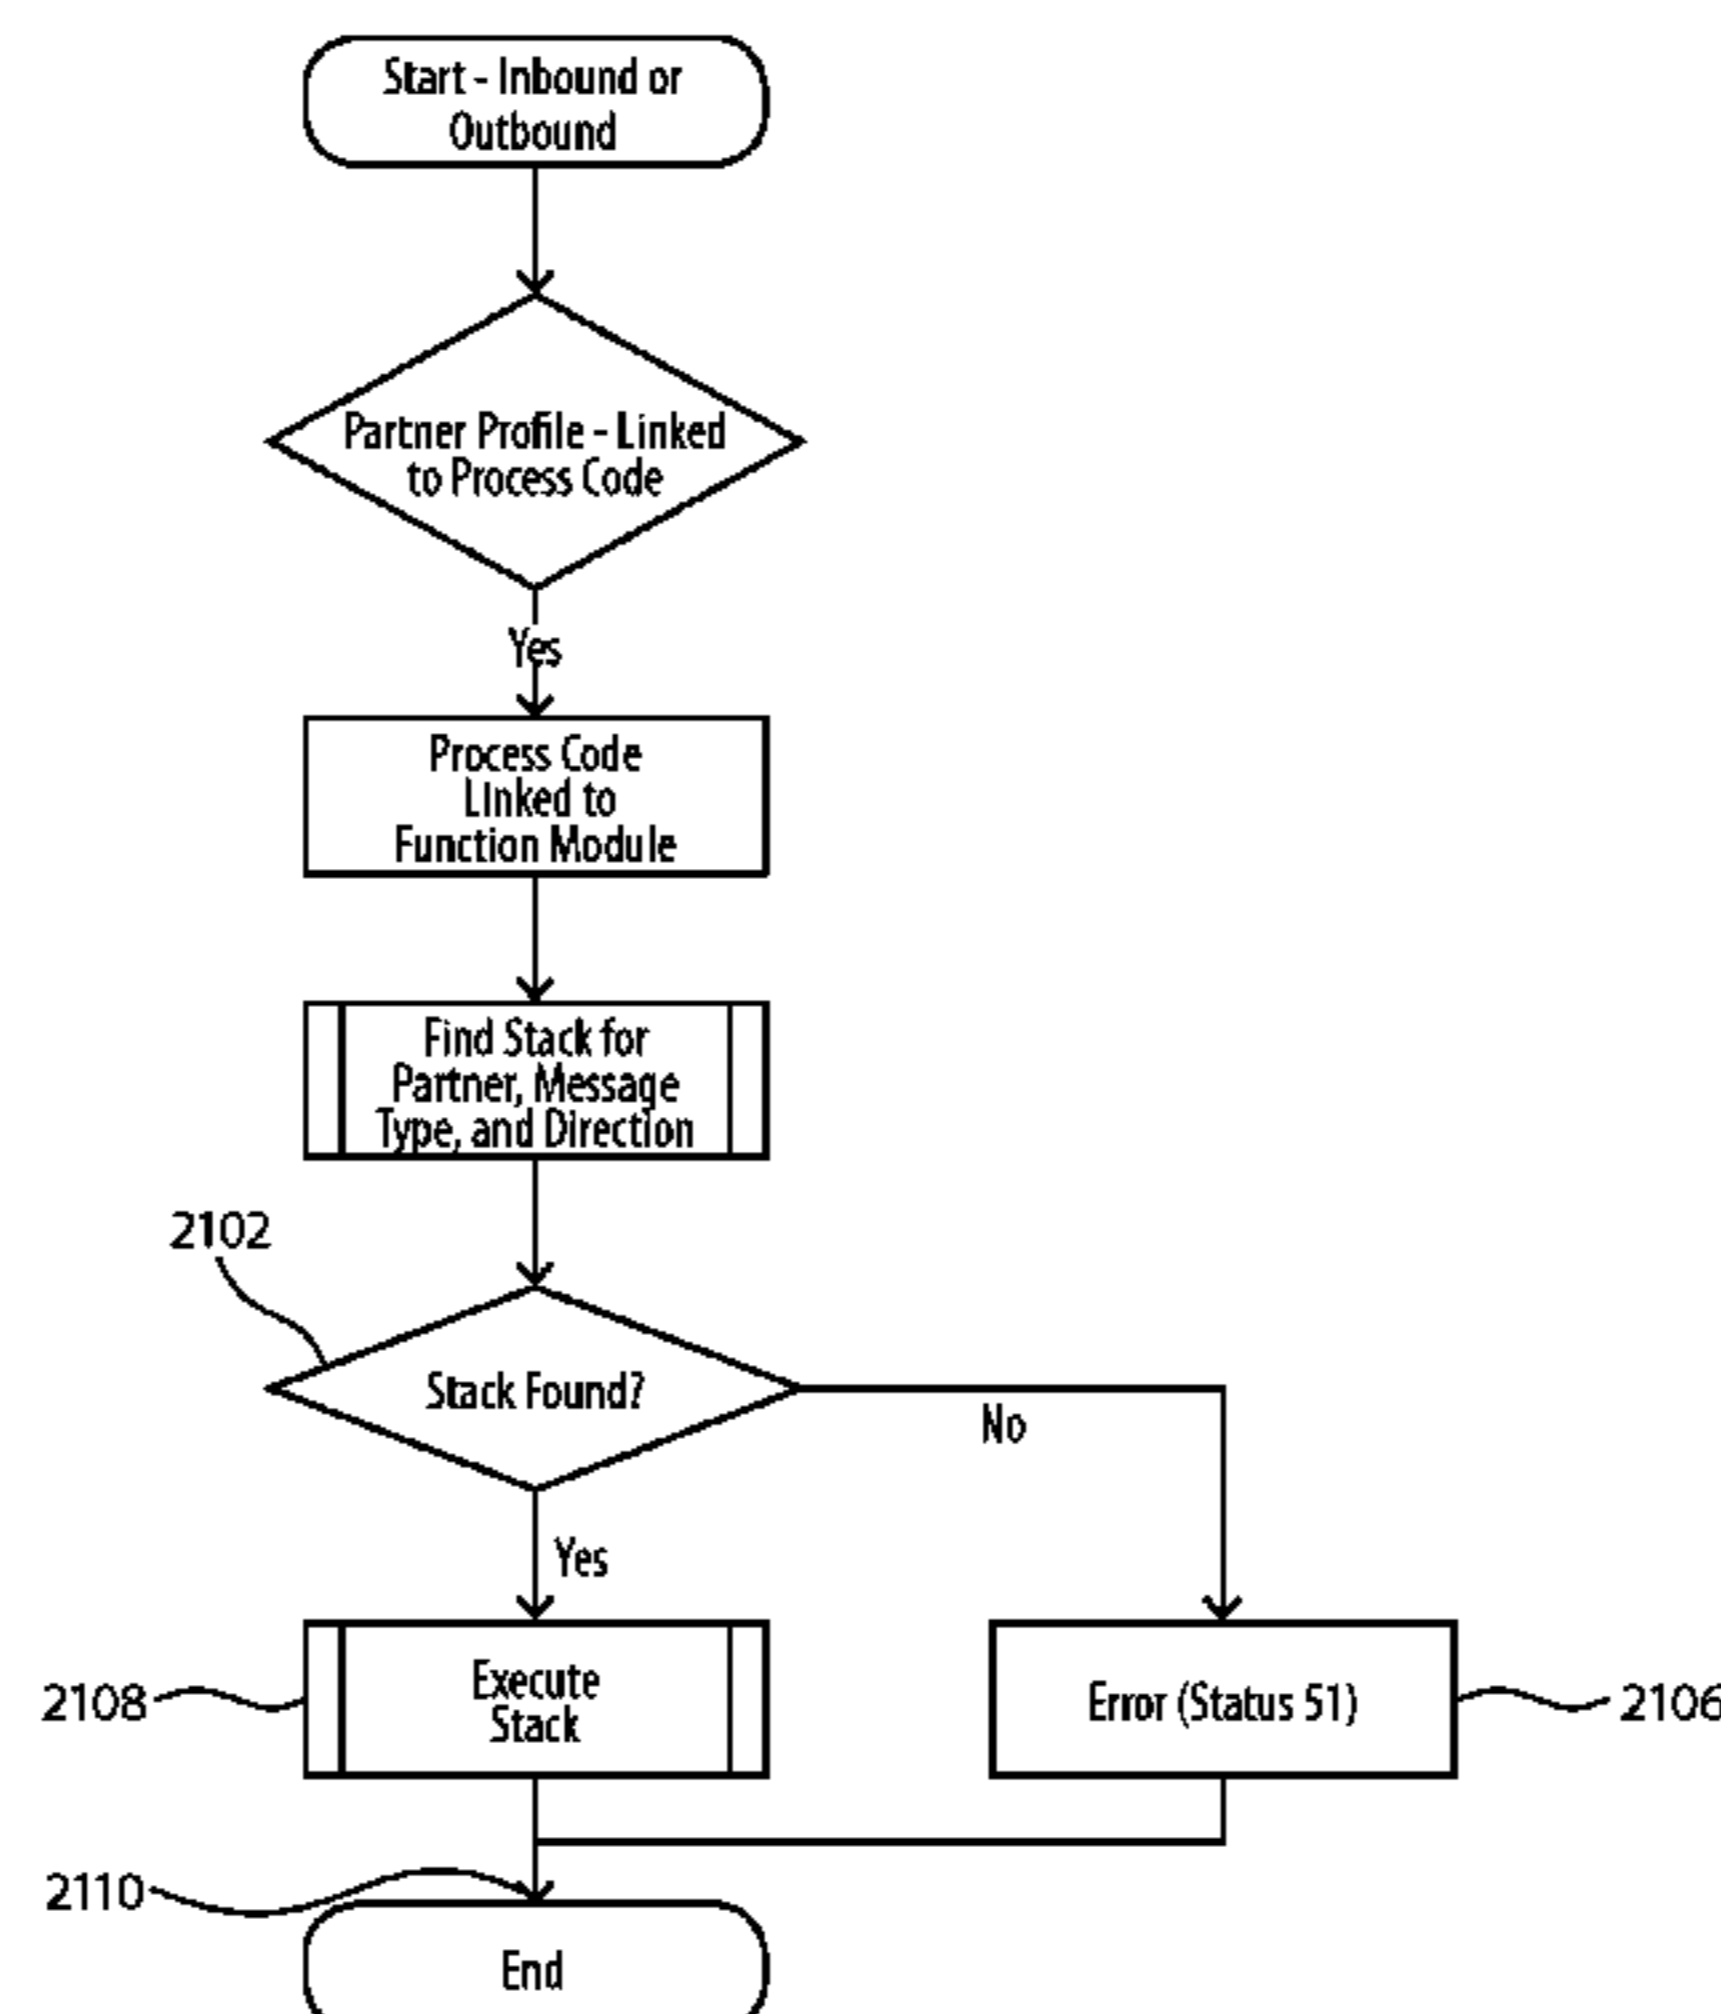 Start - Inbound or
Outbound
Partner Profile - Linked
to Process Code
Yes
Process Code
Linked to
Function Module
Find Stack for
Partner, Message
Type, and Direction
2102
Stack Found?
No
Yes
2108
Execute
Stack
Error (Status 51)
2106
2110
End